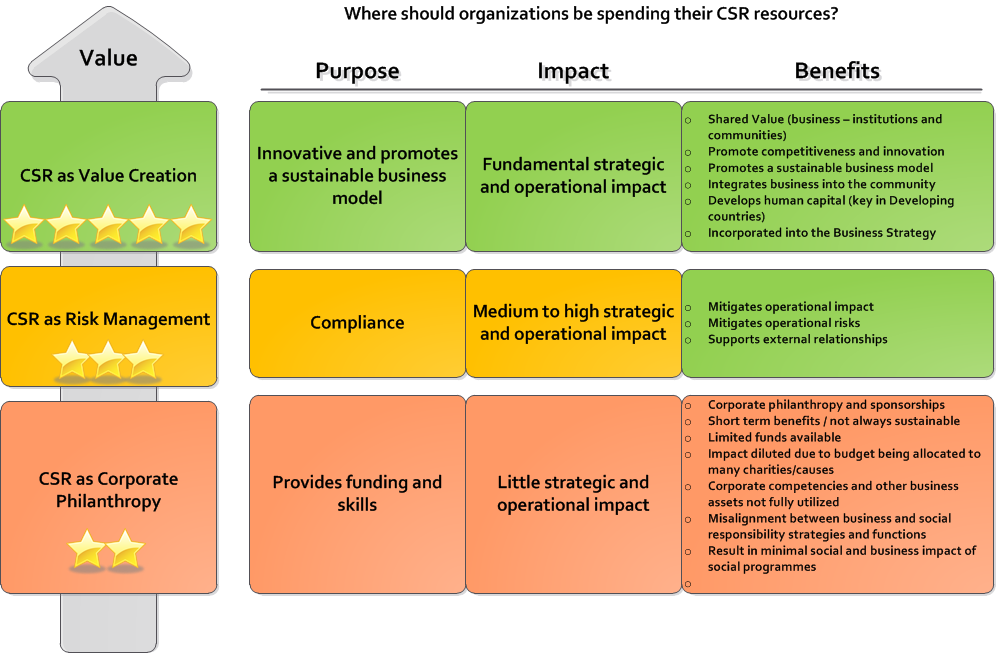 Where should organizations be spending their CSR resources?
Value
Purpose
Impact
Benefits
CSR as Value Creation
Innovative and promotes
a sustainable business
model
Fundamental strategic
and operational impact
Shared Value (business – institutions and
communities)
Promote competitiveness and innovation
Promotes a sustainable business model
Integrates business into the community
Develops human capital (key in Developing
countries)
Incorporated into the Business Strategy
CSR as Risk Management
Compliance
Medium to high strategic
and operational impact
Mitigates operational impact
Mitigates operational risks
Supports external relationships
CSR as Corporate
Philanthropy
Provides funding and
skills
Little strategic and
operational impact
Corporate philanthropy and sponsorships
Short term benefits / not always sustainable
Limited funds available
Impact diluted due to budget being allocated to
many charities/causes
Corporate competencies and other business
assets not fully utilized
Misalignment between business and social
responsibility strategies and functions
Result in minimal social and business impact of
social programmes